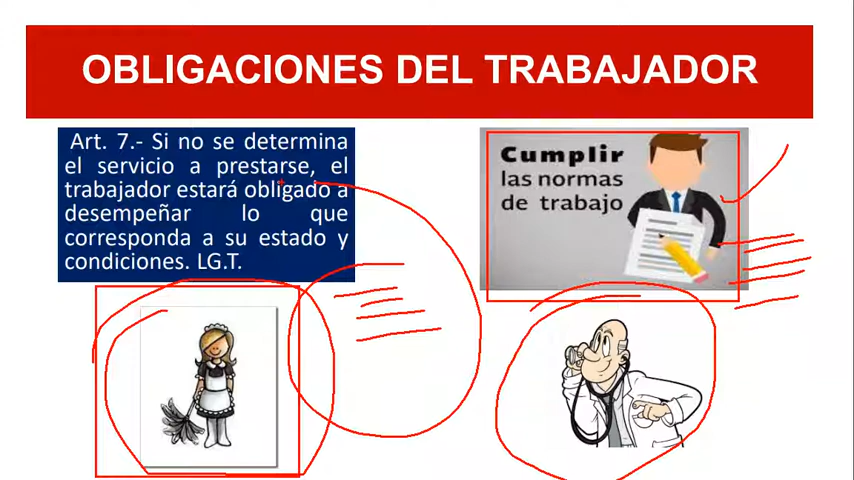 OBLIGACIONES DEL TRABAJADOR
Art. 7.- Si no se determina
el servicio a prestarse, el
trabajador estará obligado a
desempeñar lo que
corresponda a su estado y
condiciones. LG.T.
Cumplir
las normas
de trabajo